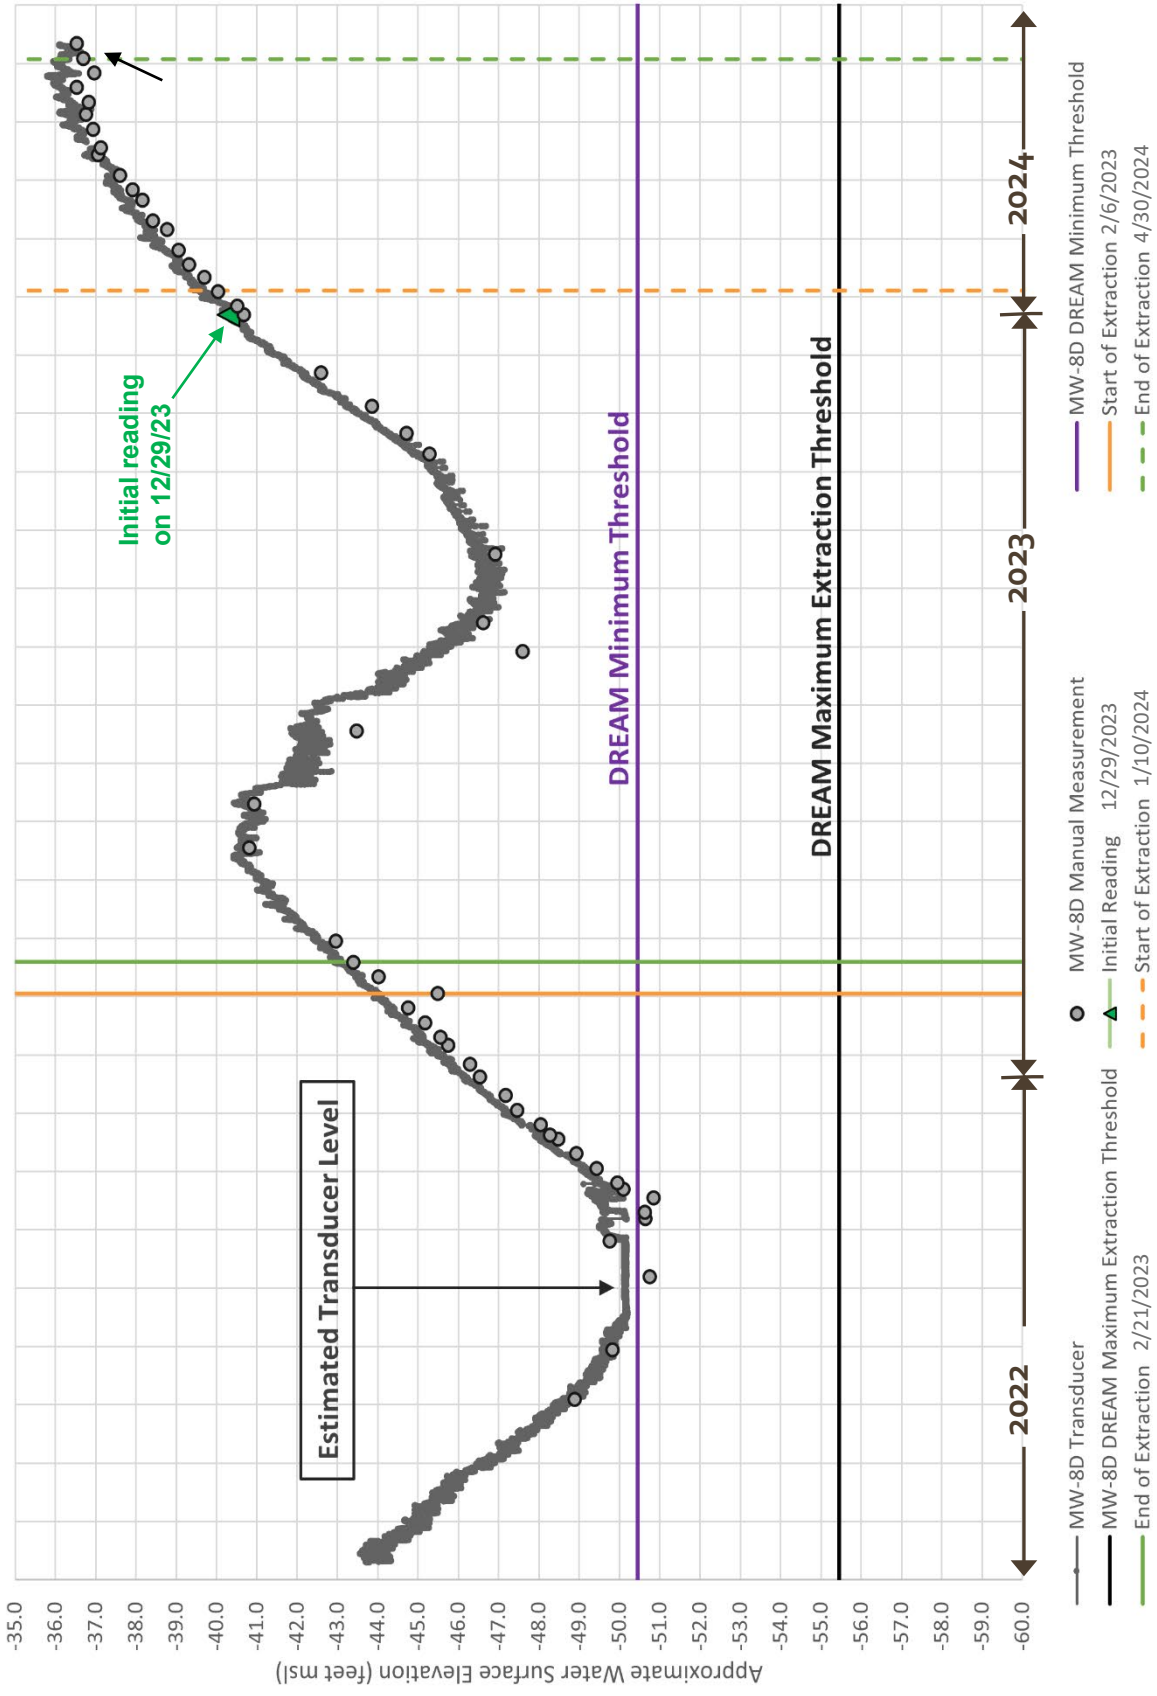 -35.0
-36.0
-37.0
-38.0
-39.0
-40.0
-41.0
-42.0
-43.0
-44.0
-45.0
-46.0
-47.0
-48.0
-49.0
-50.0
-51.0
-52.0
-53.0
-54.0
-55.0
-56.0
-57.0
-58.0
-59.0
-60.0
Approximate Water Surface Elevation (feet msl)
Estimated Transducer Level
Initial reading
on 12/29/23
DREAM Minimum Threshold
DREAM Maximum Extraction Threshold
2022
2023
2024
MW-8D Transducer
MW-8D Manual Measurement
MW-8D DREAM Minimum Threshold
MW-8D DREAM Maximum Extraction Threshold
Initial Reading 12/29/2023
Start of Extraction 2/6/2023
End of Extraction 2/21/2023
Start of Extraction 1/10/2024
End of Extraction 4/30/2024